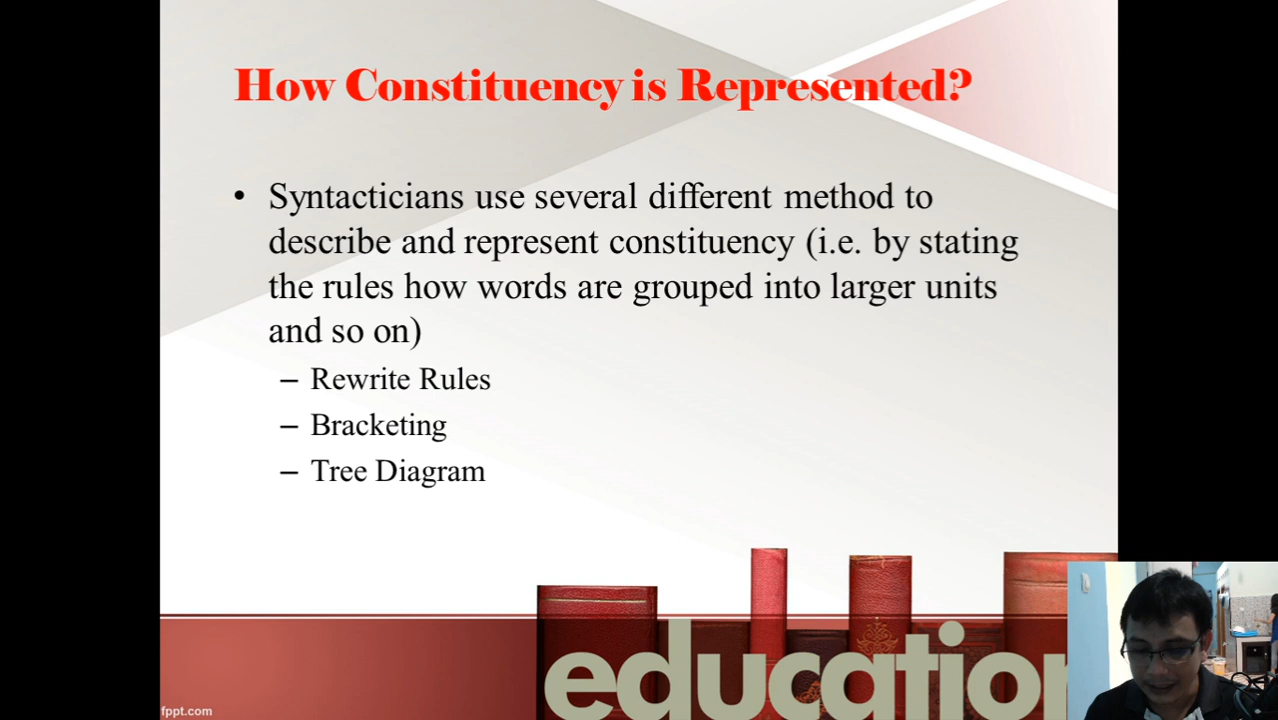 How Constituency is Represented?
• Syntacticians use several different method to
describe and represent constituency (i.e. by stating
the rules how words are grouped into larger units
and so on)
– Rewrite Rules
– Bracketing
– Tree Diagram
education
fppt.com